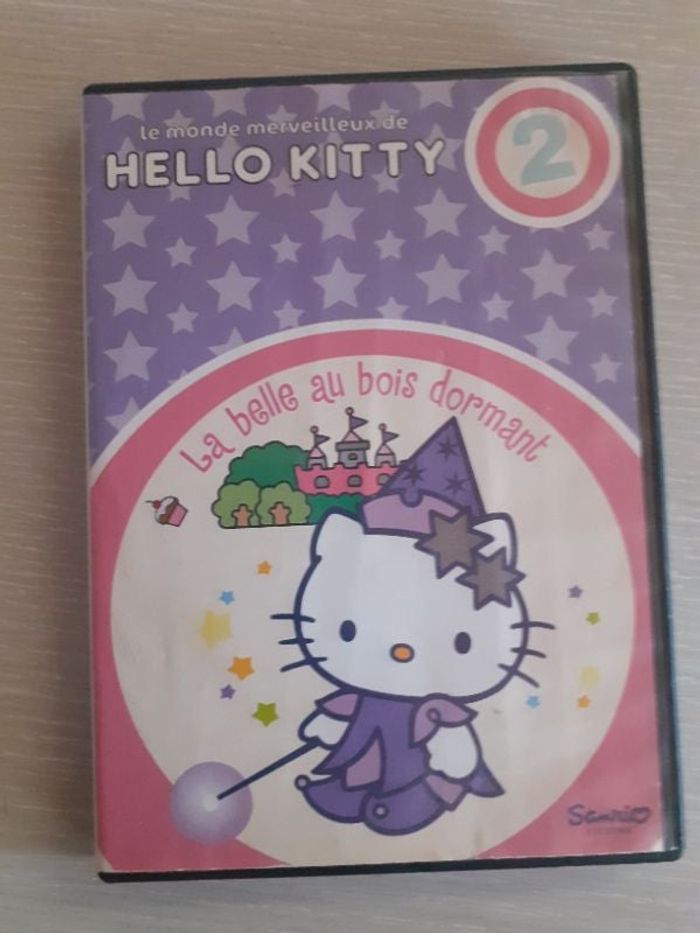 le monde merveilleux de
HELLO KITTY
2
La belle au bois dormant
Sanrio